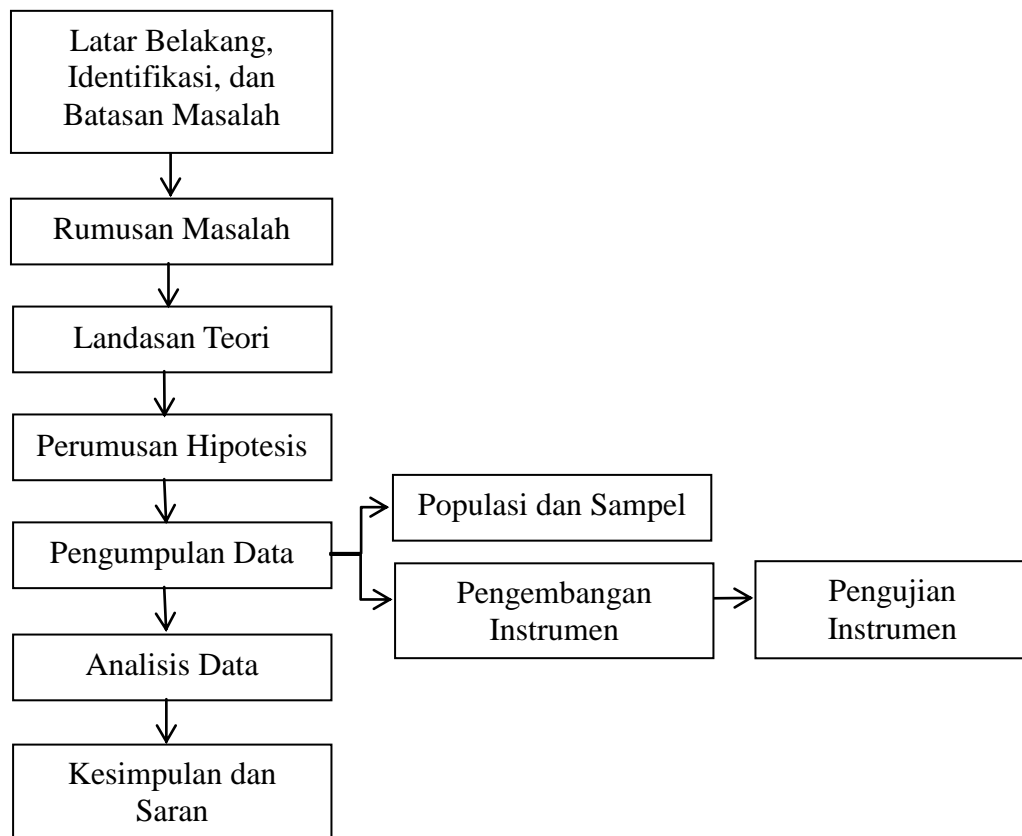 Latar Belakang,
Identifikasi, dan
Batasan Masalah
Rumusan Masalah
Landasan Teori
Perumusan Hipotesis
Pengumpulan Data
Populasi dan Sampel
Pengembangan
Instrumen
Pengujian
Instrumen
Analisis Data
Kesimpulan dan
Saran